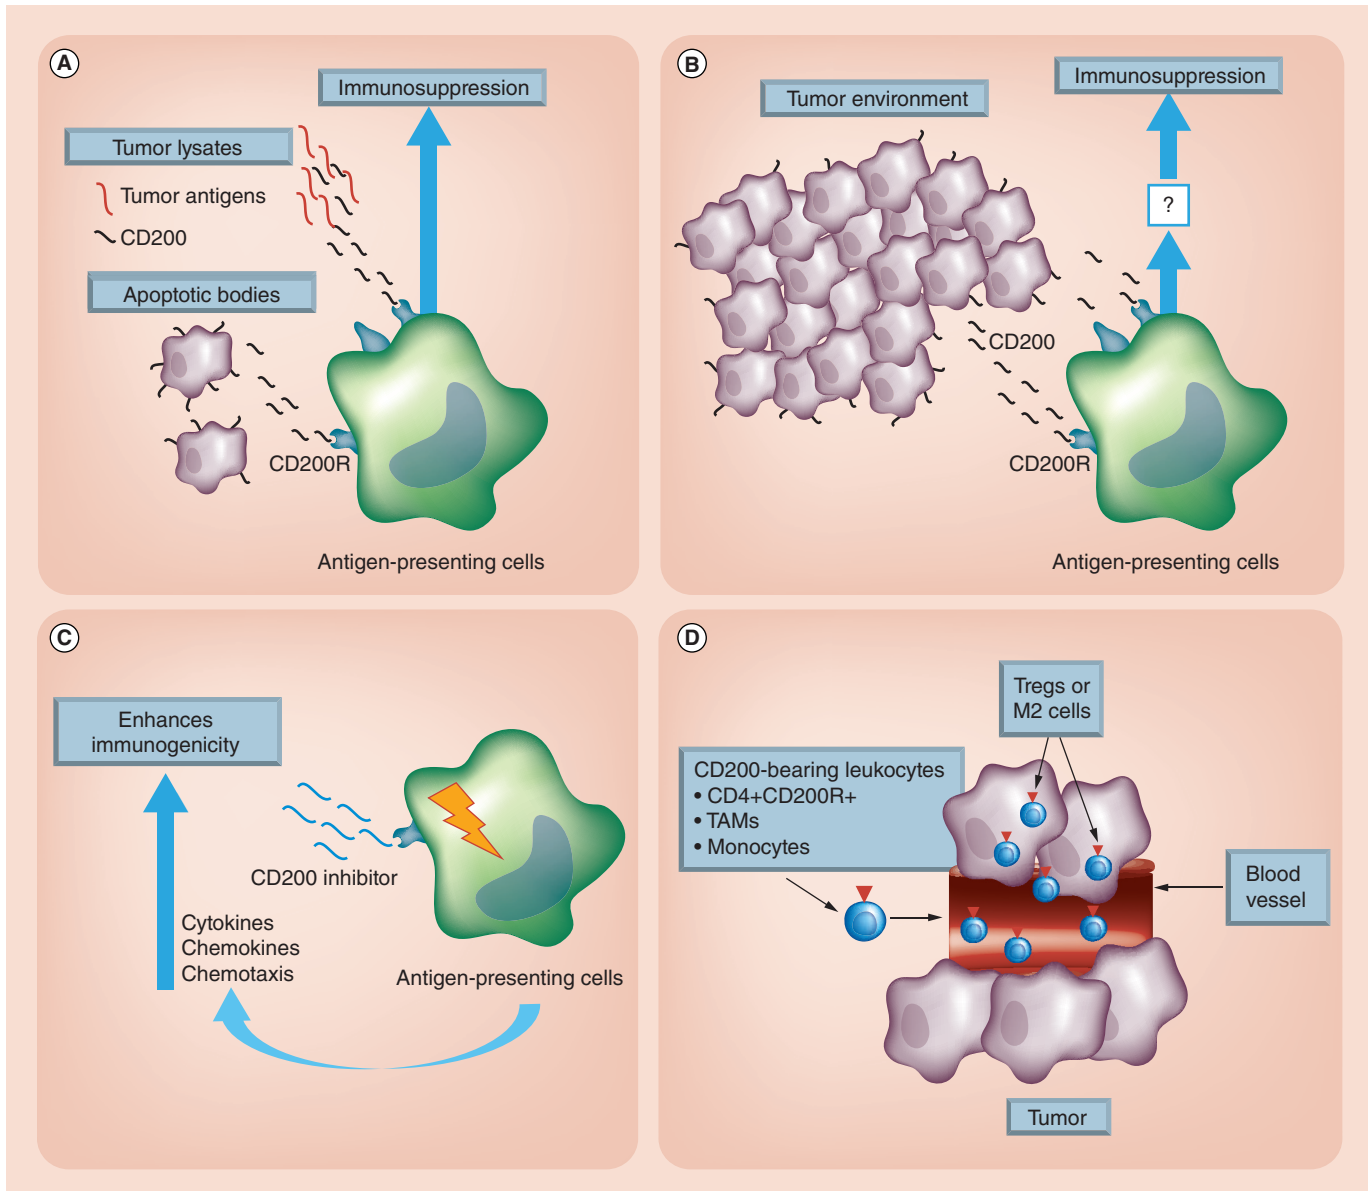 A
Immunosuppression
Tumor lysates
Tumor antigens
CD200
Apoptotic bodies
CD200R
Antigen-presenting cells
B
Immunosuppression
Tumor environment
?
CD200
CD200R
Antigen-presenting cells
C
Enhances
immunogenicity
CD200 inhibitor
Cytokines
Chemokines
Chemotaxis
Antigen-presenting cells
D
Tregs or
M2 cells
CD200-bearing leukocytes
• CD4+CD200R+
• TAMs
• Monocytes
Blood
vessel
Tumor